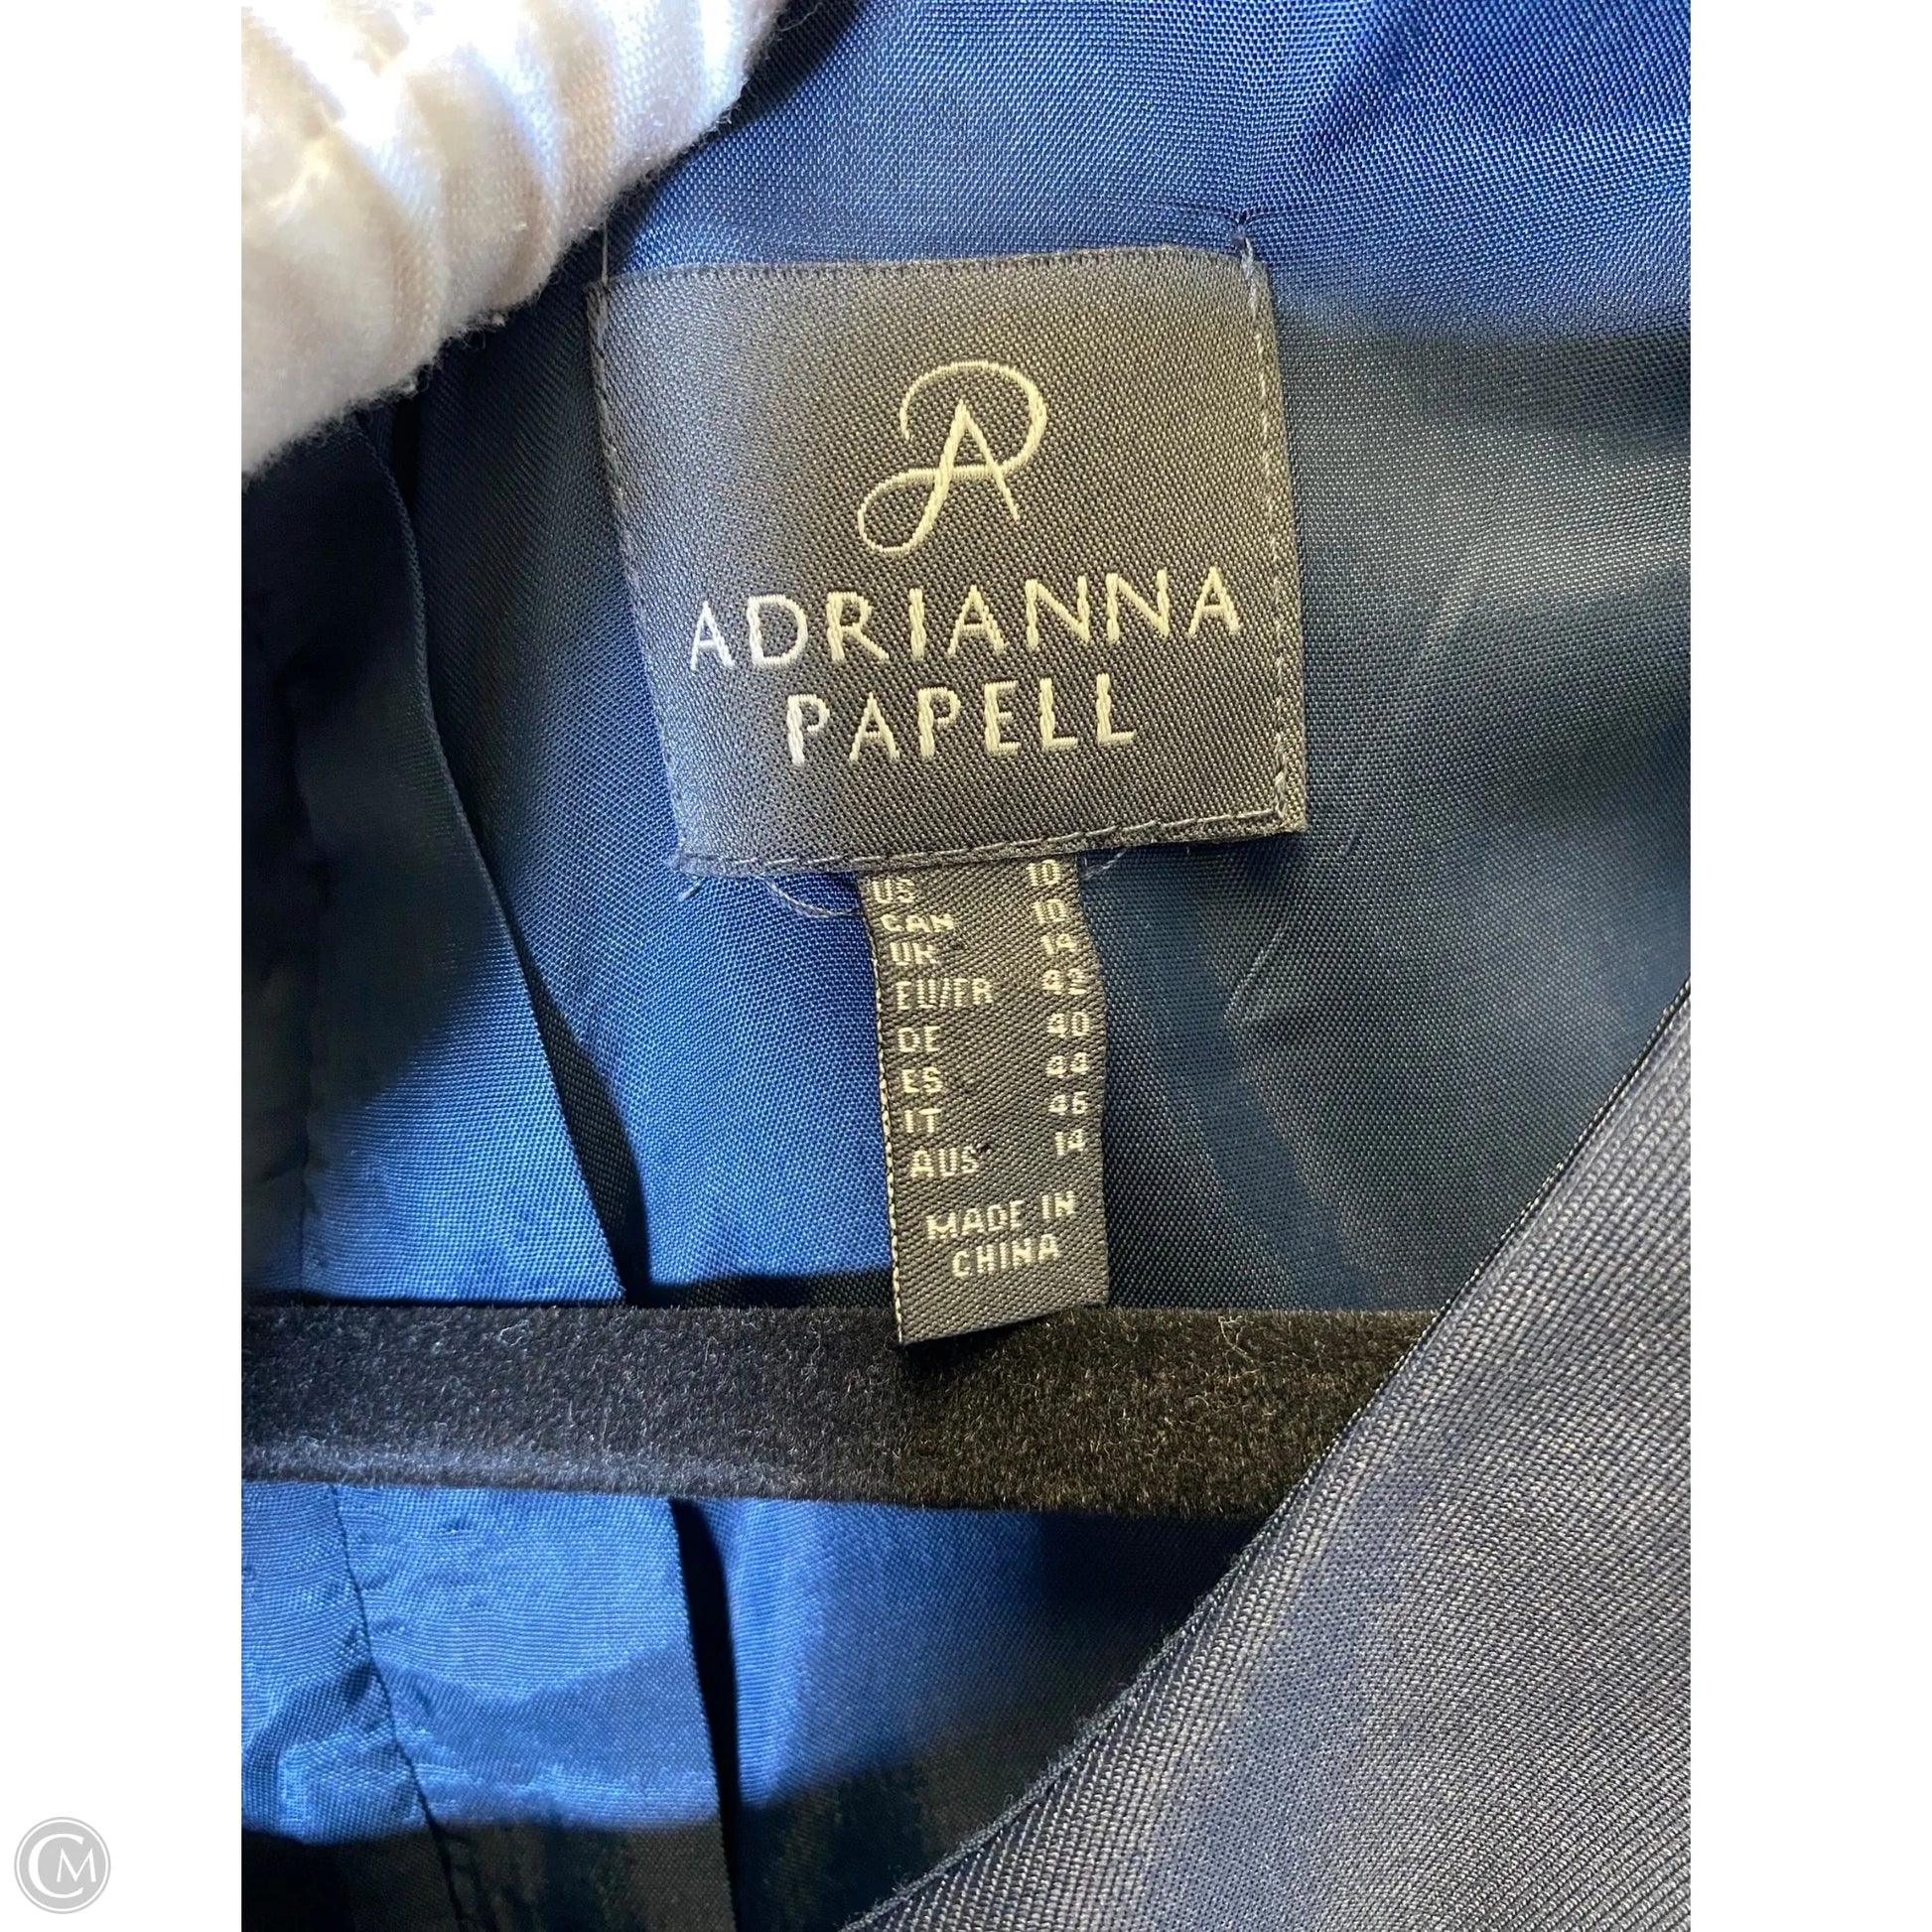 ADRIANNA
PAPELL
US 10
CAN 10
UK 14
EU/FR 42
DE 40
ES 44
IT 46
AUS 14
MADE IN
CHINA
CM